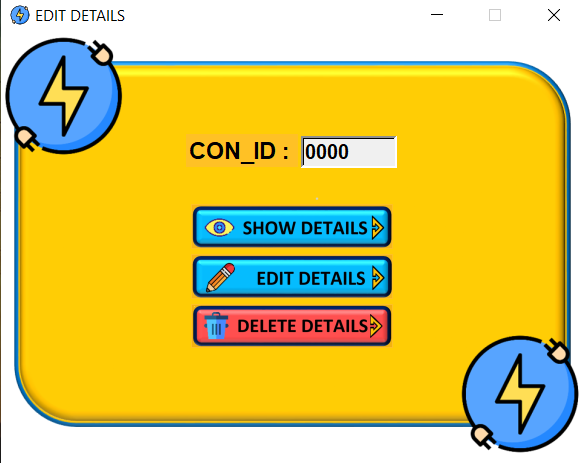 EDIT DETAILS
CON_ID : 0000
SHOW DETAILS
EDIT DETAILS
DELETE DETAILS